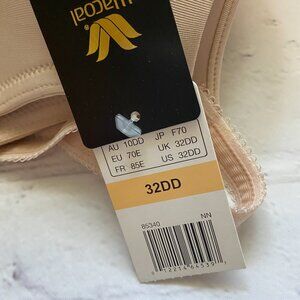 wacoal
AU 10DD JP F70
EU 70E UK 32DD
FR 85E US 32DD
32DD
85340 NN